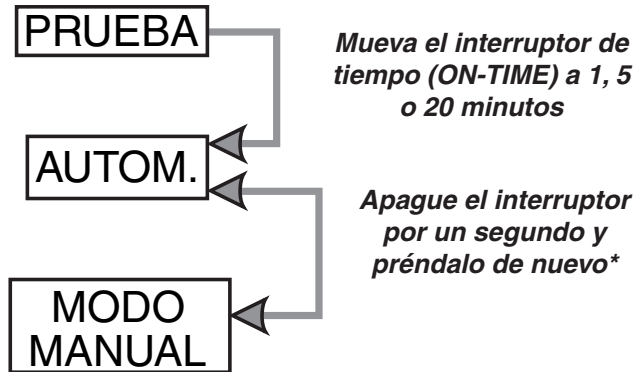 PRUEBA
Mueva el interruptor de
tiempo (ON-TIME) a 1, 5
o 20 minutos
AUTOM.
Apague el interruptor
por un segundo y
préndalo de nuevo*
MODO
MANUAL